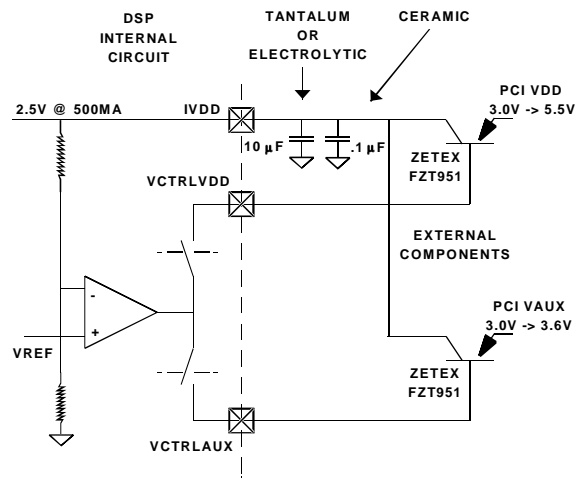 DSP
INTERNAL
CIRCUIT
TANTALUM
OR
ELECTROLYTIC
CERAMIC
2.5V @ 500MA
IVDD
PCI VDD
3.0V -> 5.5V
10 µF
.1 µF
ZETEX
FZT951
VCTRLVDD
EXTERNAL
COMPONENTS
-
+
VREF
PCI VAUX
3.0V -> 3.6V
ZETEX
FZT951
VCTRLAUX